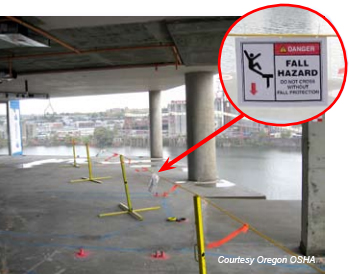 DANGER
FALL
HAZARD
DO NOT CROSS
WITHOUT
FALL PROTECTION
Courtesy Oregon OSHA